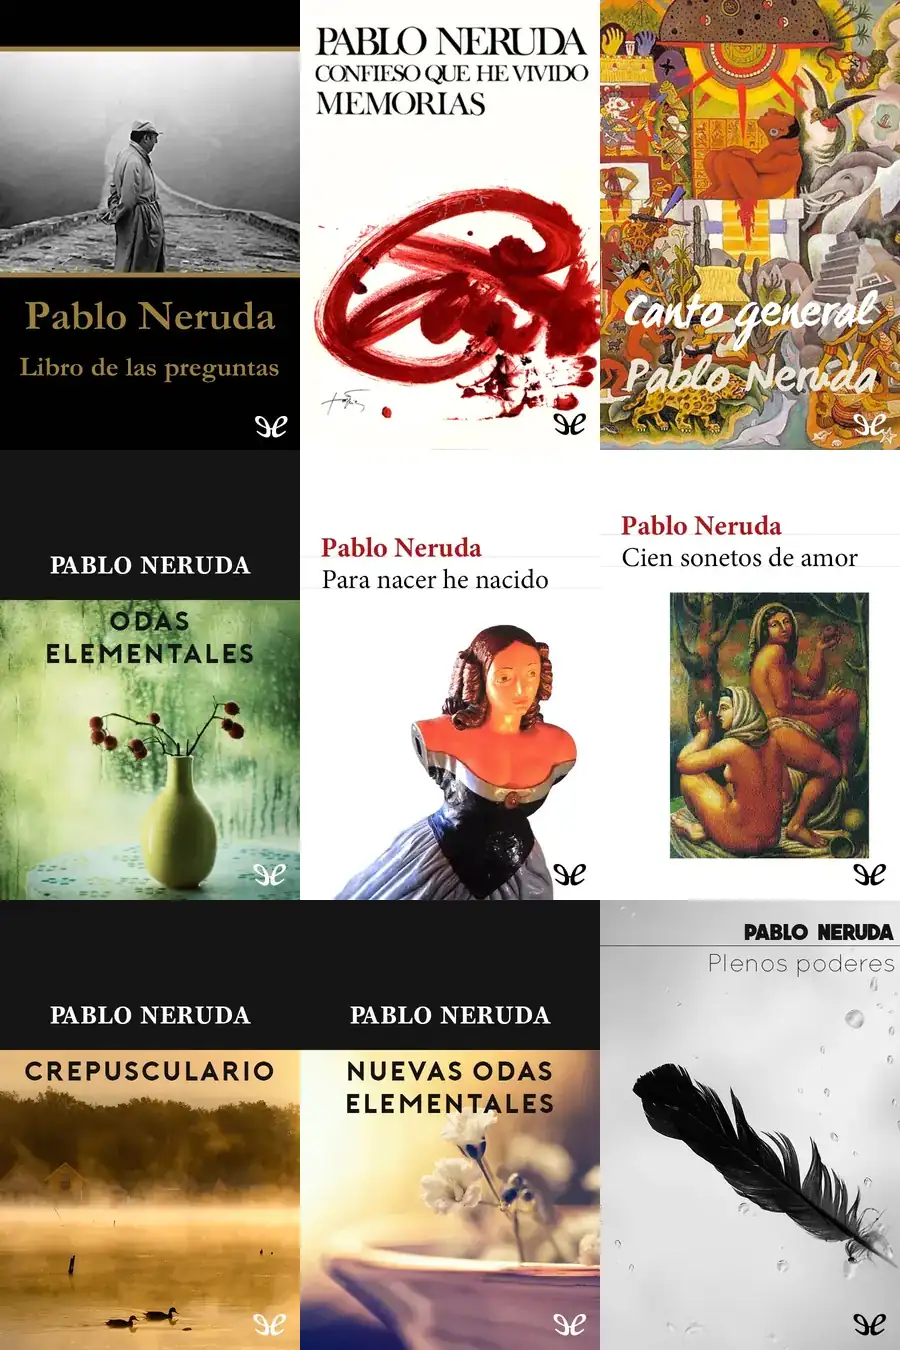 Pablo Neruda
Libro de las preguntas
PABLO NERUDA
CONFIESO QUE HE VIVIDO
MEMORIAS
Canto general
Pablo Neruda
PABLO NERUDA
ODAS
ELEMENTALES
Pablo Neruda
Para nacer he nacido
Pablo Neruda
Cien sonetos de amor
PABLO NERUDA
CREPUSCULARIO
PABLO NERUDA
NUEVAS ODAS
ELEMENTALES
PABLO NERUDA
Plenos poderes